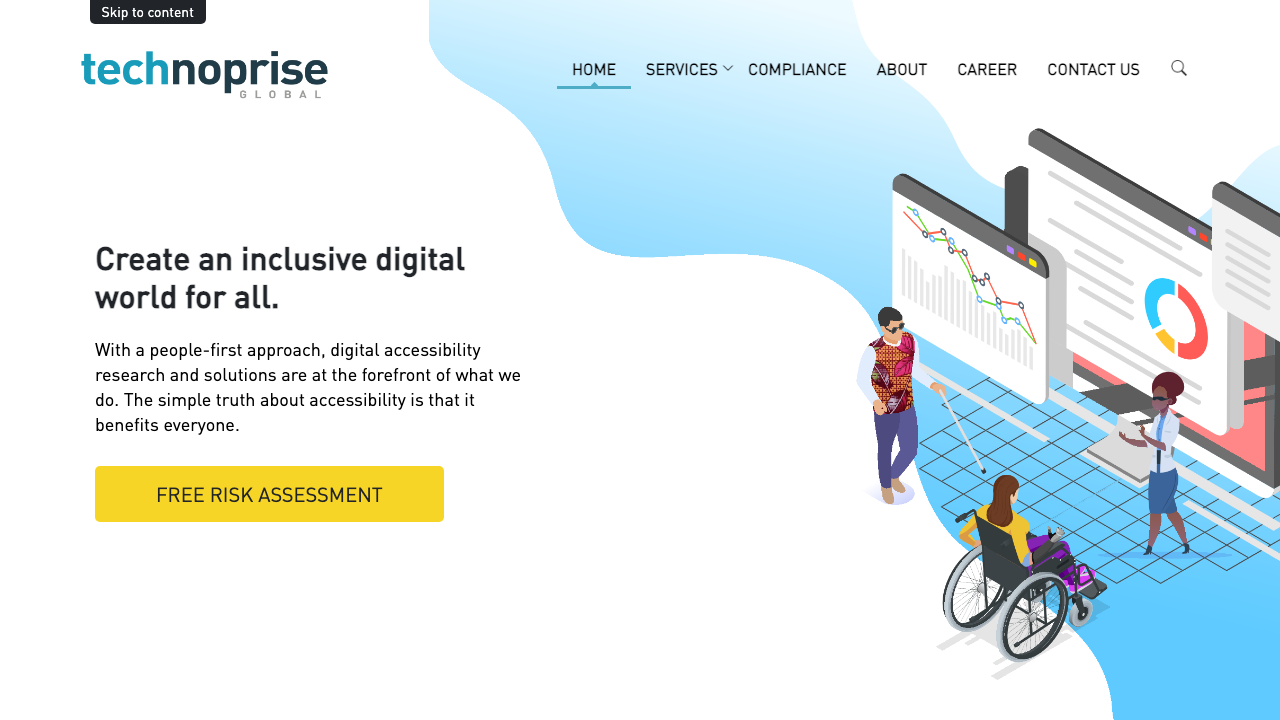 Skip to content
technoprise
GLOBAL
HOME SERVICES COMPLIANCE ABOUT CAREER CONTACT US
Create an inclusive digital
world for all.
With a people-first approach, digital accessibility
research and solutions are at the forefront of what we
do. The simple truth about accessibility is that it
benefits everyone.
FREE RISK ASSESSMENT